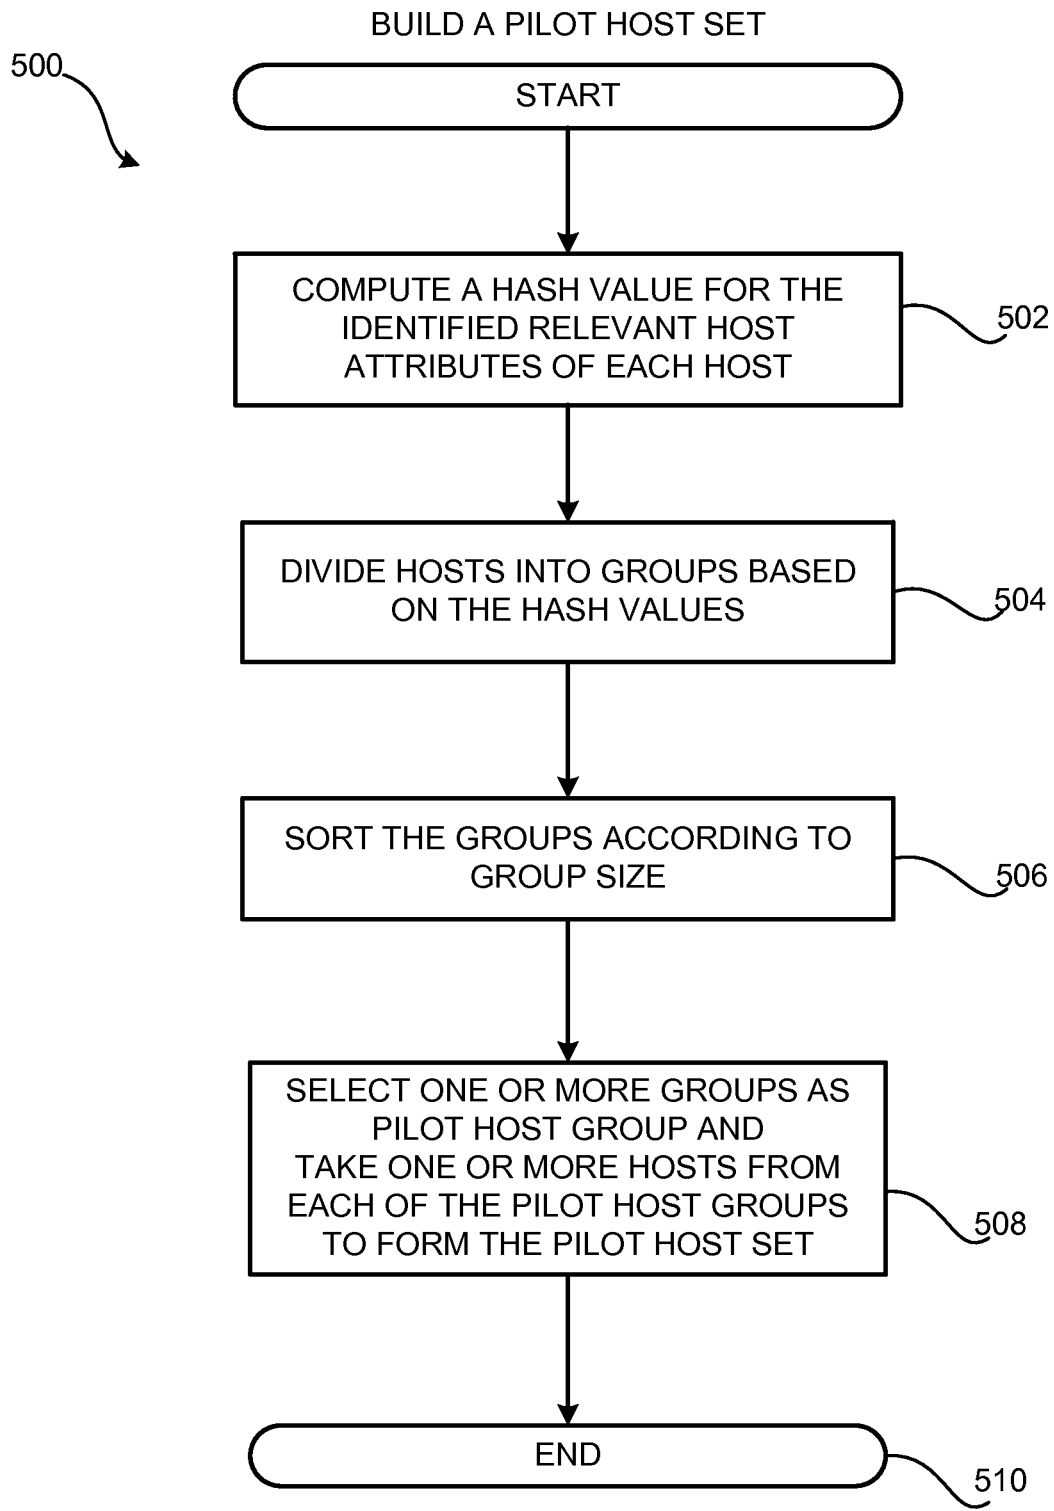 BUILD A PILOT HOST SET
500
START
COMPUTE A HASH VALUE FOR THE
IDENTIFIED RELEVANT HOST
ATTRIBUTES OF EACH HOST
502
DIVIDE HOSTS INTO GROUPS BASED
ON THE HASH VALUES
504
SORT THE GROUPS ACCORDING TO
GROUP SIZE
506
SELECT ONE OR MORE GROUPS AS
PILOT HOST GROUP AND
TAKE ONE OR MORE HOSTS FROM
EACH OF THE PILOT HOST GROUPS
TO FORM THE PILOT HOST SET
508
END
510